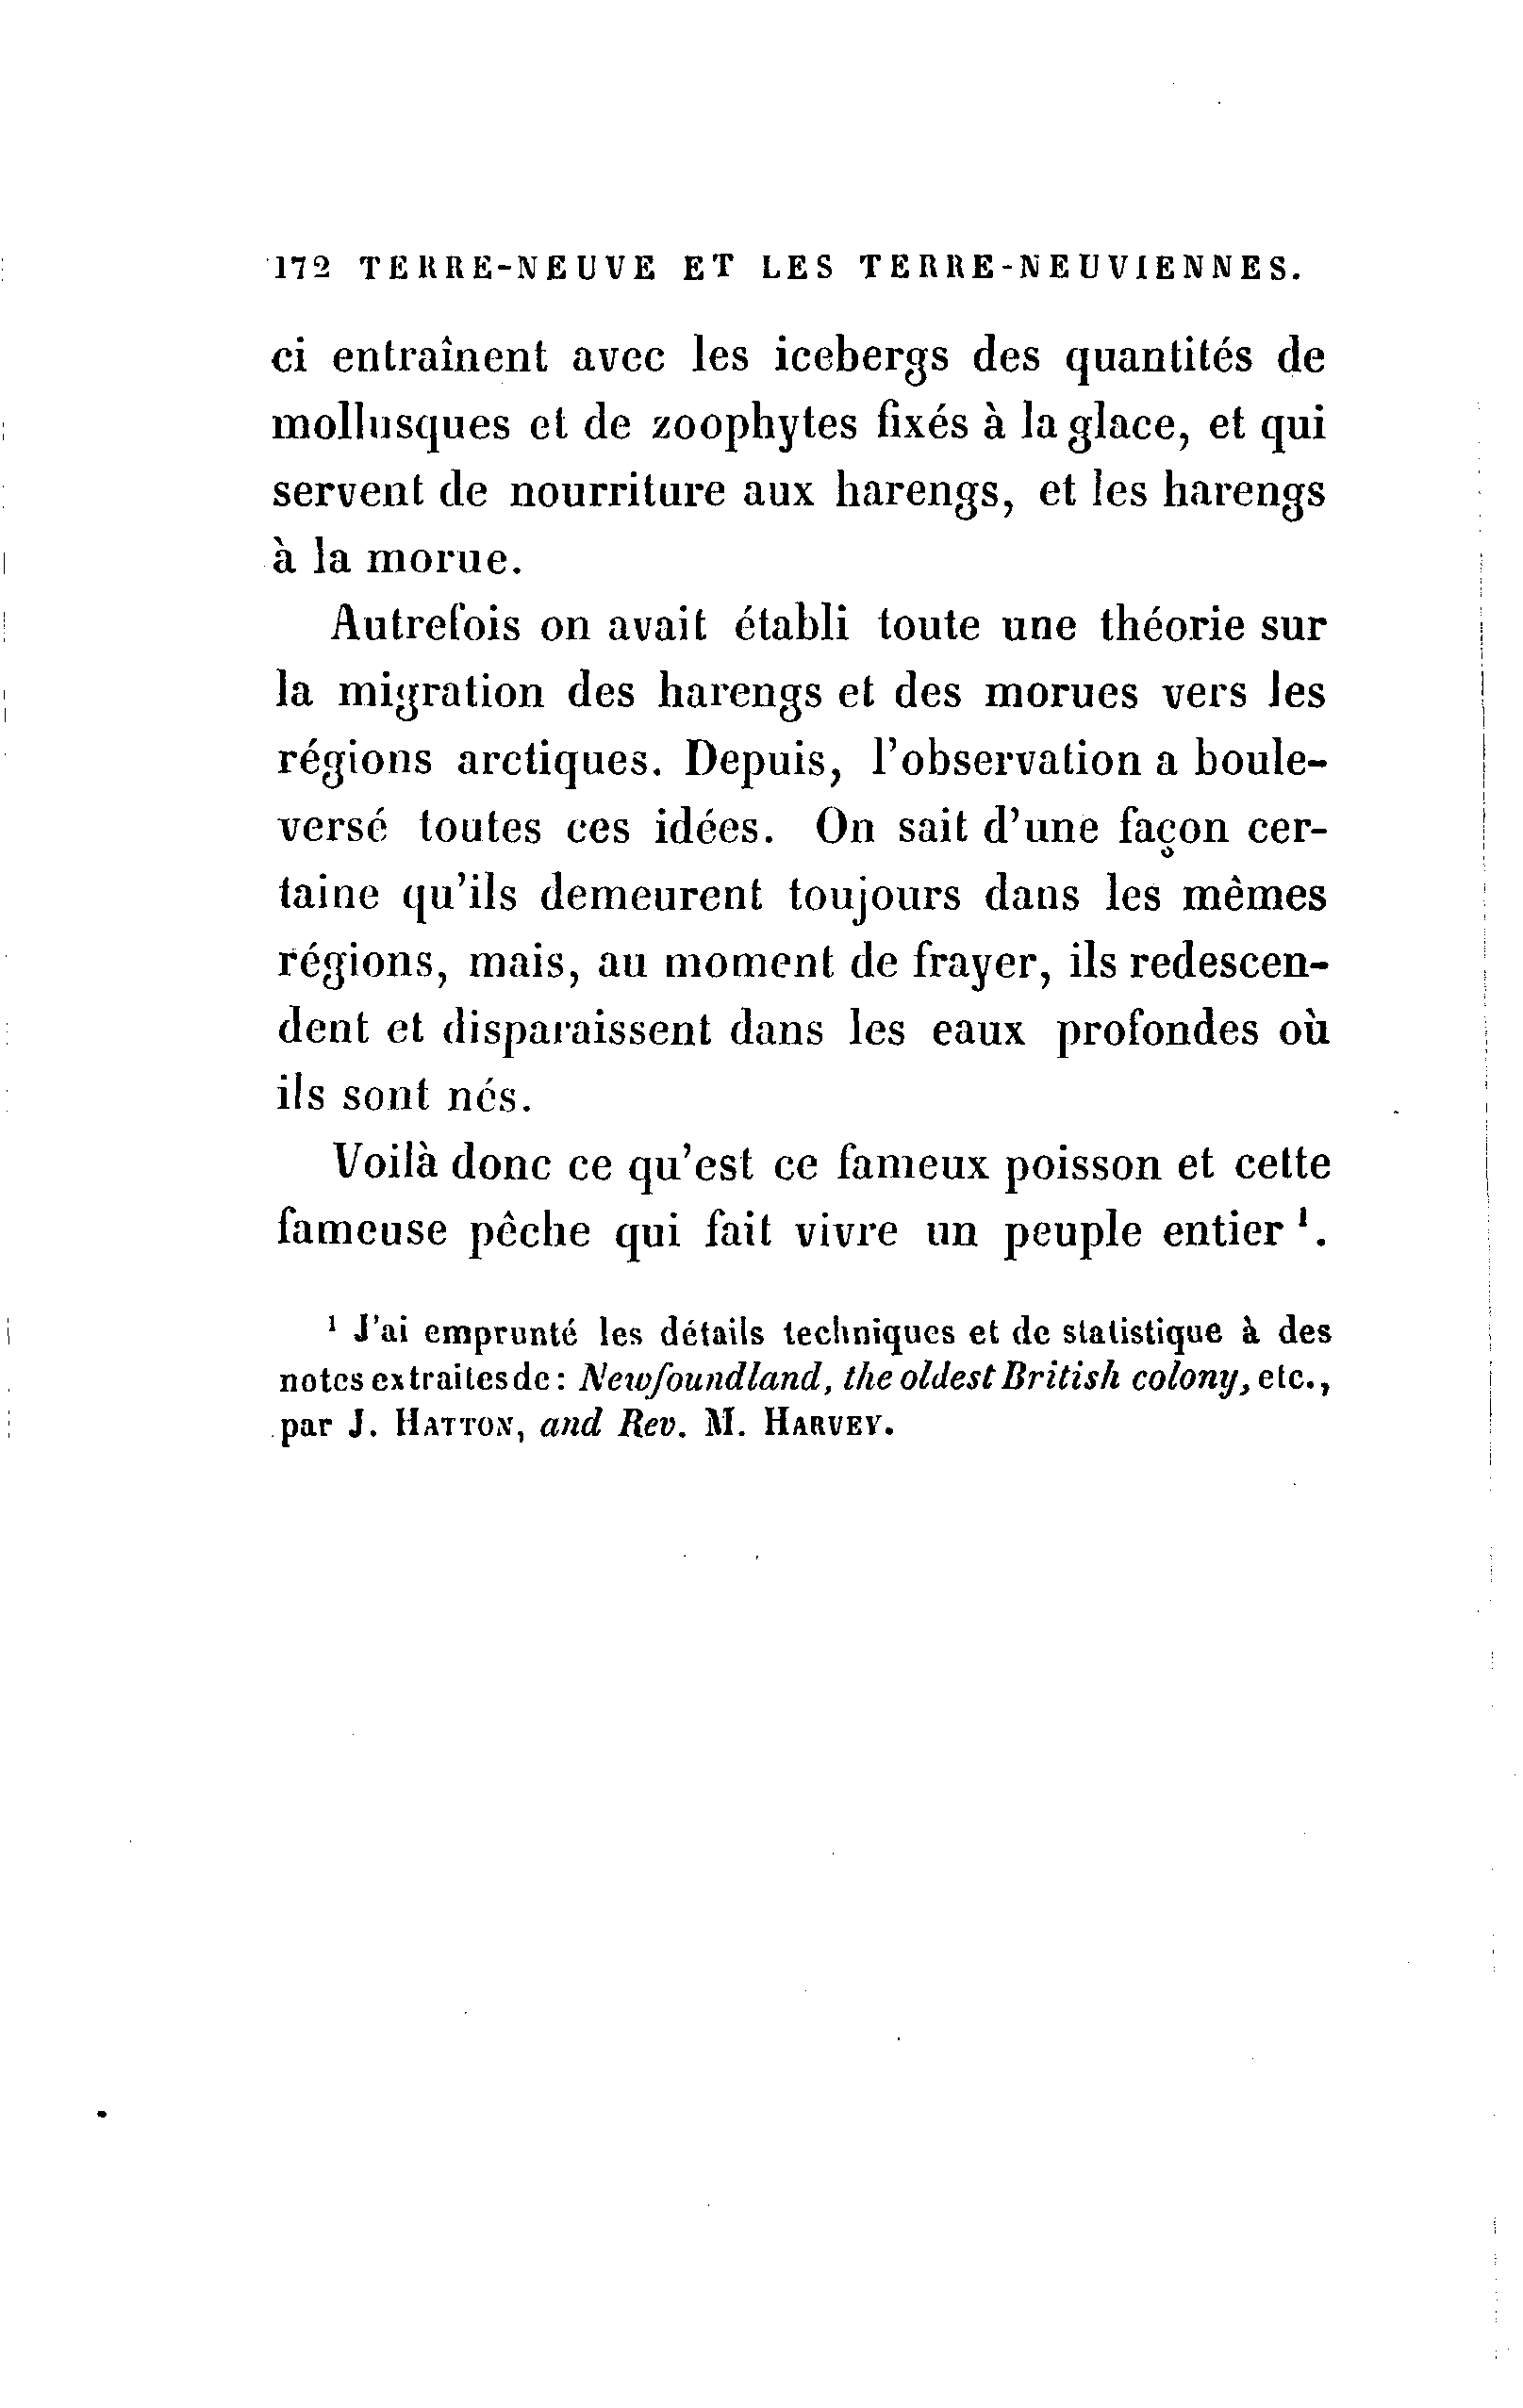 172 TERRE-NEUVE ET LES TERRE-NEUVIENNES.
ci entraînent avec les icebergs des quantités de
mollusques et de zoophytes fixés à la glace, et qui
servent de nourriture aux harengs, et les harengs
à la morue.
Autrefois on avait établi toute une théorie sur
la migration des harengs et des morues vers les
régions arctiques. Depuis, l'observation a boule-
versé toutes ces idées. On sait d'une façon cer-
taine qu'ils demeurent toujours dans les mêmes
régions, mais, au moment de frayer, ils redescen-
dent et disparaissent dans les eaux profondes où
ils sont nés.
Voilà donc ce qu'est ce fameux poisson et cette
fameuse pêche qui fait vivre un peuple entier ¹.
¹ J'ai emprunté les détails techniques et de statistique à des
notes extraites de : Newfoundland, the oldest British colony, etc.,
par J. HATTON, and Rev. M. HARVEY.